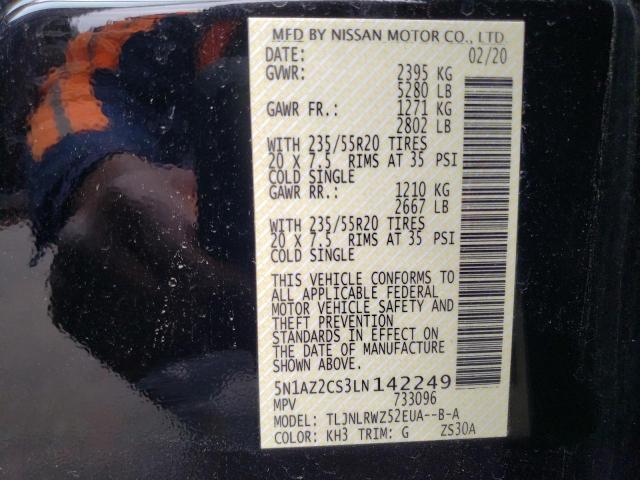 MFD BY NISSAN MOTOR CO., LTD.
DATE: 02/20
GVWR: 2395 KG
5280 LB
GAWR FR.: 1271 KG
2802 LB
WITH 235/55R20 TIRES
20 X 7.5 RIMS AT 35 PSI
COLD SINGLE
GAWR RR.: 1210 KG
2667 LB
WITH 235/55R20 TIRES
20 X 7.5 RIMS AT 35 PSI
COLD SINGLE
THIS VEHICLE CONFORMS TO
ALL APPLICABLE FEDERAL
MOTOR VEHICLE SAFETY AND
THEFT PREVENTION
STANDARDS IN EFFECT ON
THE DATE OF MANUFACTURE
SHOWN ABOVE.
5N1AZ2CS3LN142249
MPV 733096
MODEL: TLJNLRWZ52EUA--B-A
COLOR: KH3 TRIM: G ZS30A